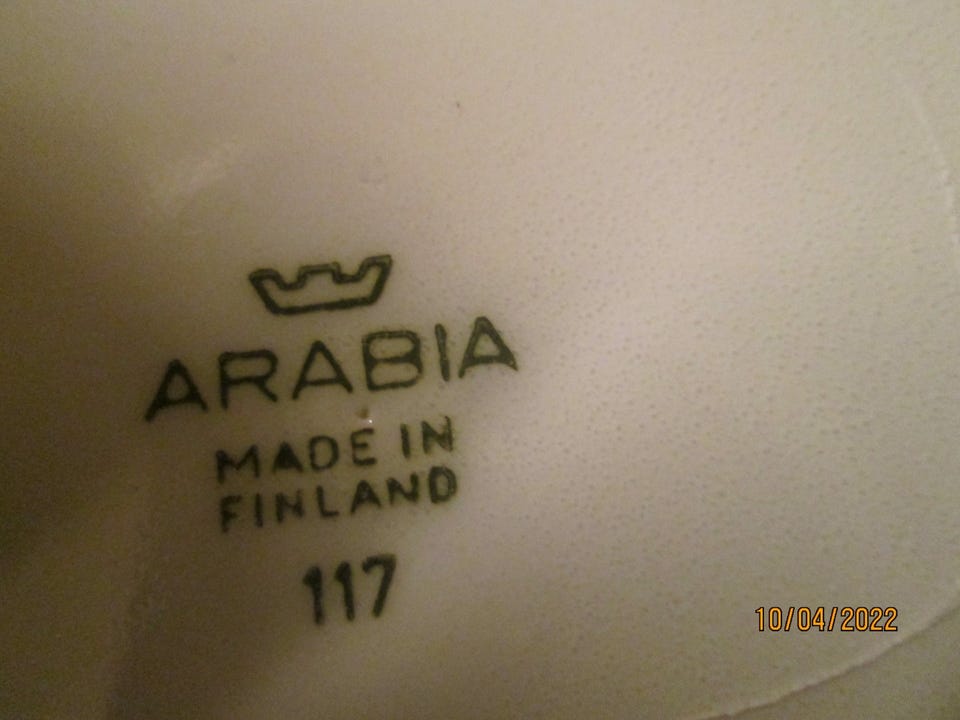 ARABIA
MADE IN
FINLAND
117
10/04/2022